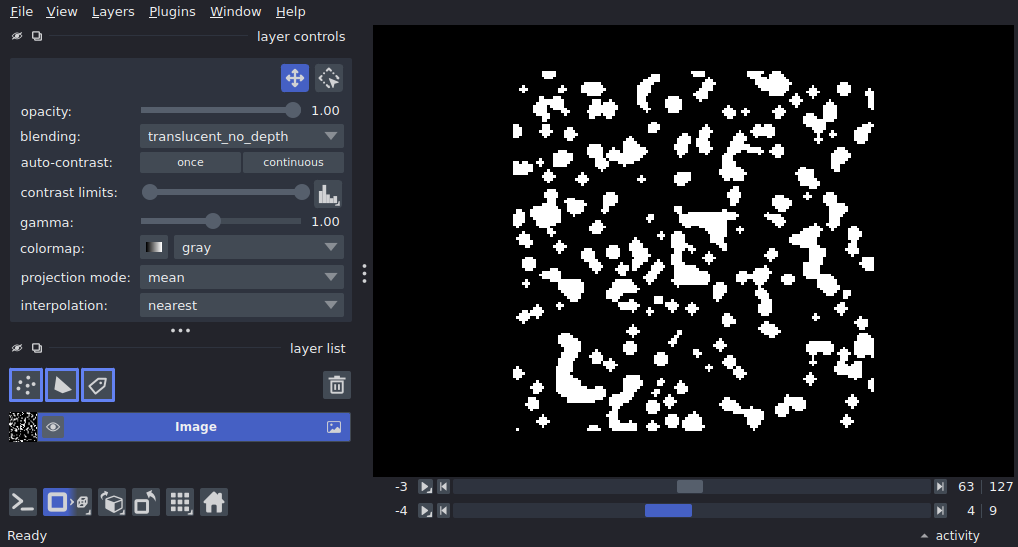 File View Layers Plugins Window Help
layer controls
opacity: 1.00
blending: translucent_no_depth
auto-contrast: once continuous
contrast limits:
gamma: 1.00
colormap: gray
projection mode: mean
interpolation: nearest
layer list
Image
-3 63 127
-4 4 9
Ready activity